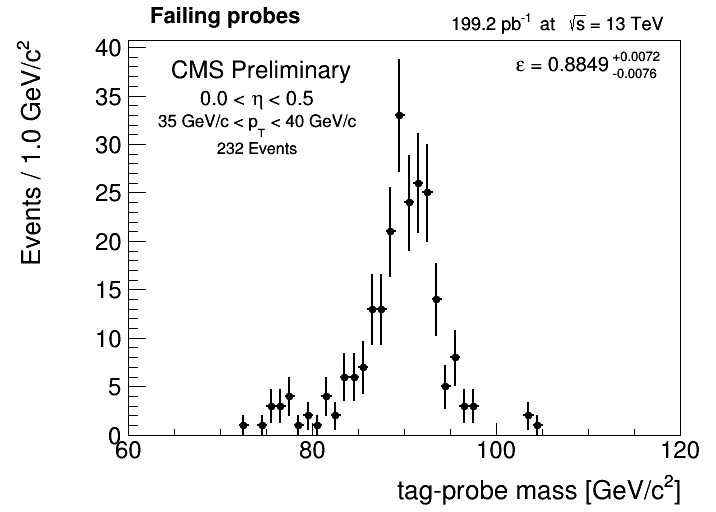 Failing probes
199.2 pb⁻¹ at √s = 13 TeV
CMS Preliminary
0.0 < η < 0.5
35 GeV/c < p_T < 40 GeV/c
232 Events
ε = 0.8849 +0.0072 -0.0076
Events / 1.0 GeV/c²
40
35
30
25
20
15
10
5
0
60 80 100 120
tag-probe mass [GeV/c²]